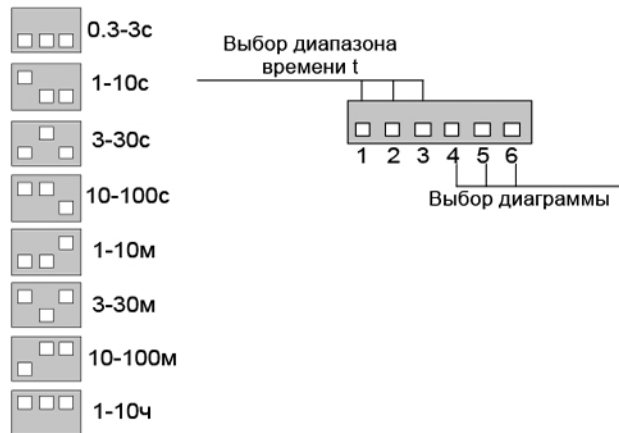 0.3-3с
1-10с
3-30с
10-100с
1-10м
3-30м
10-100м
1-10ч
Выбор диапазона
времени t
1 2 3 4 5 6
Выбор диаграммы